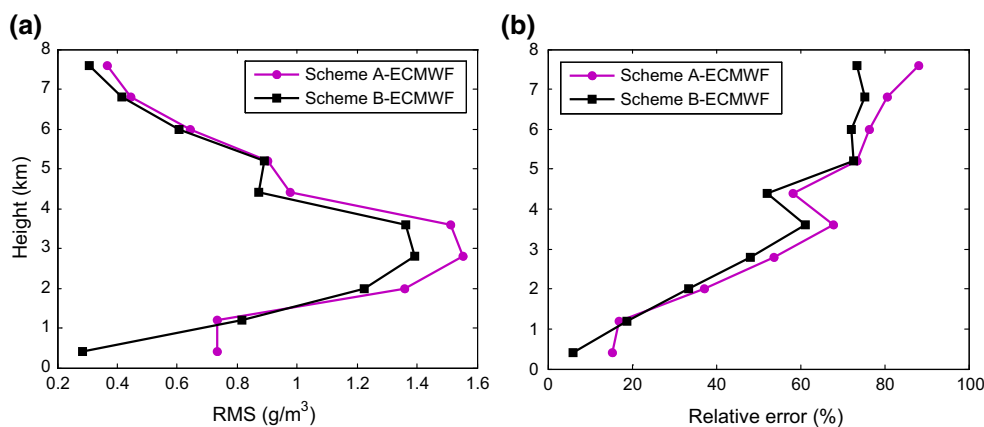 (a)
8
7
6
5
4
3
2
1
0
Height (km)
Scheme A-ECMWF
Scheme B-ECMWF
0.2 0.4 0.6 0.8 1 1.2 1.4 1.6
RMS (g/m³)
(b)
8
7
6
5
4
3
2
1
0
Scheme A-ECMWF
Scheme B-ECMWF
0 20 40 60 80 100
Relative error (%)